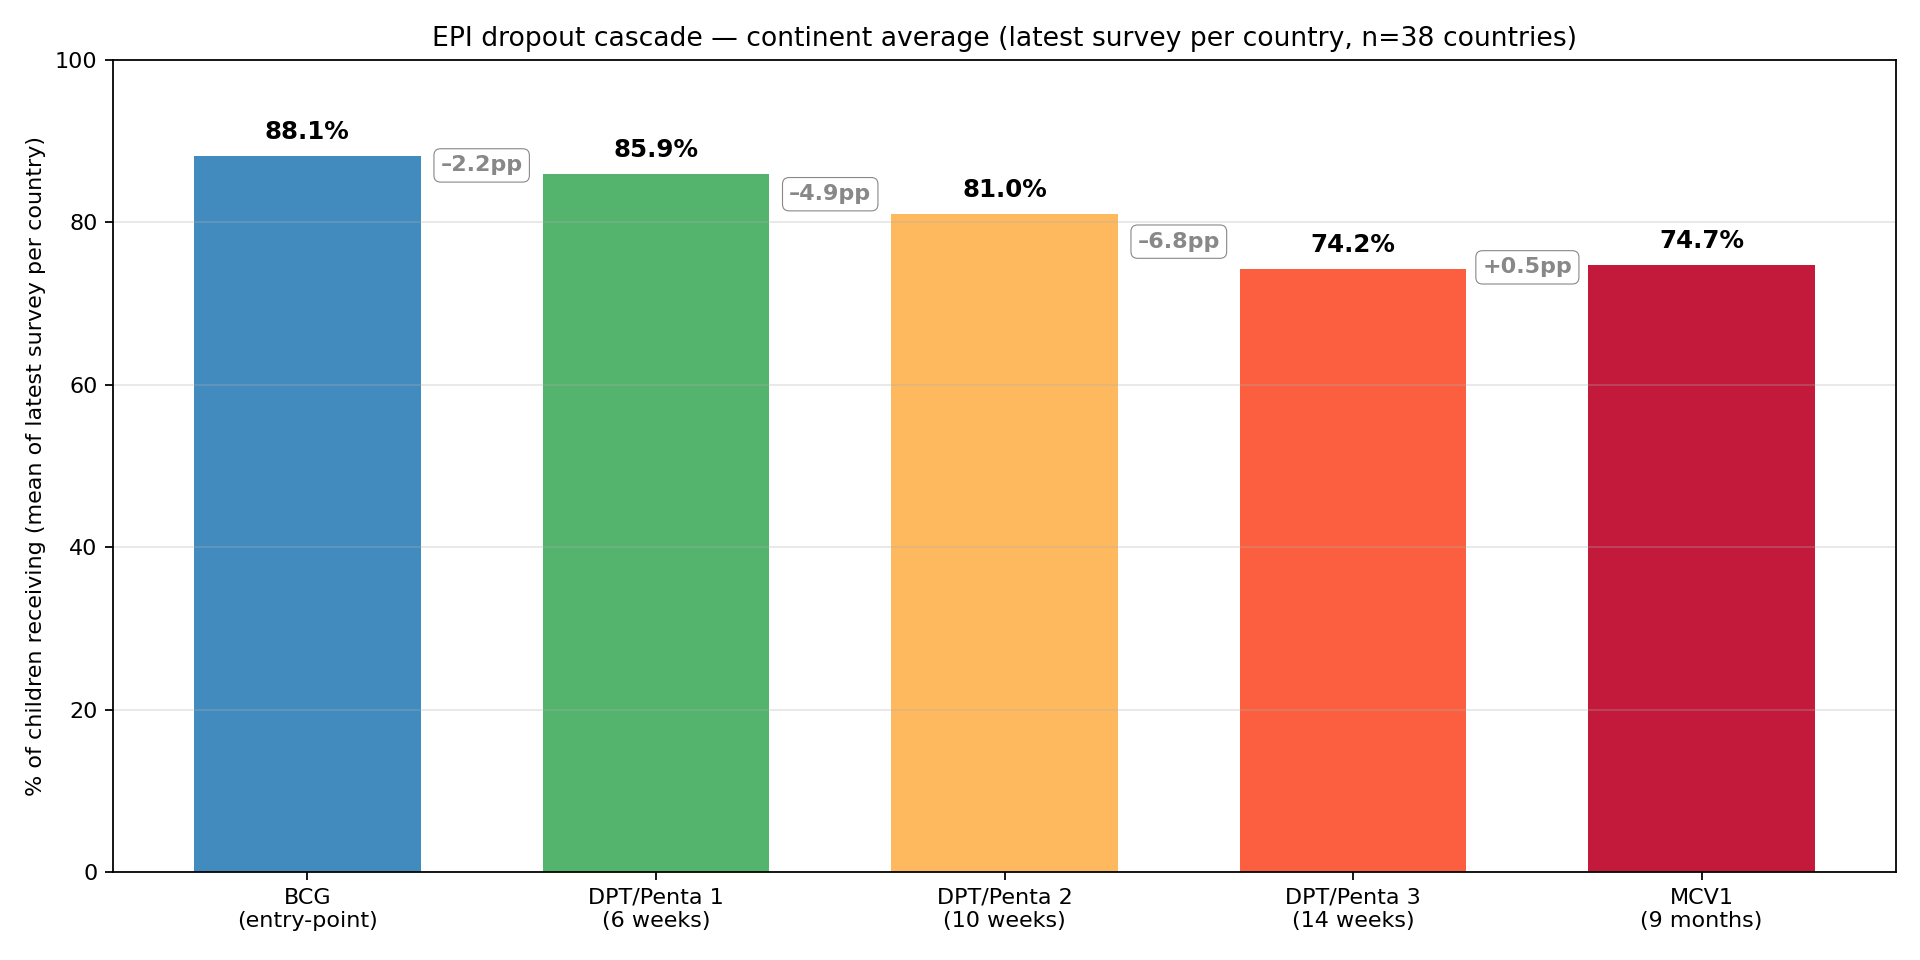 EPI dropout cascade — continent average (latest survey per country, n=38 countries)
% of children receiving (mean of latest survey per country)
100
80
60
40
20
0
88.1%
–2.2pp
85.9%
–4.9pp
81.0%
–6.8pp
74.2%
+0.5pp
74.7%
BCG
(entry-point)
DPT/Penta 1
(6 weeks)
DPT/Penta 2
(10 weeks)
DPT/Penta 3
(14 weeks)
MCV1
(9 months)